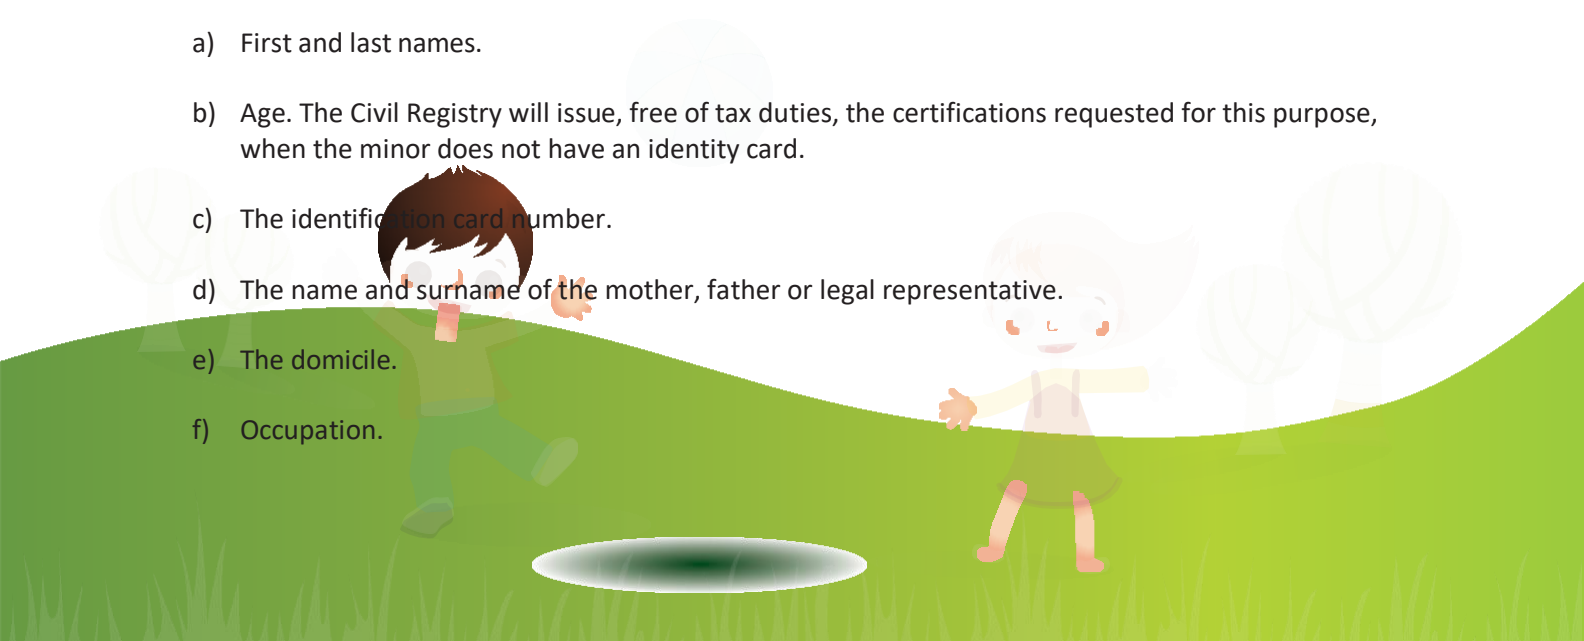 a) First and last names.
b) Age. The Civil Registry will issue, free of tax duties, the certifications requested for this purpose,
when the minor does not have an identity card.
c) The identification card number.
d) The name and surname of the mother, father or legal representative.
e) The domicile.
f) Occupation.